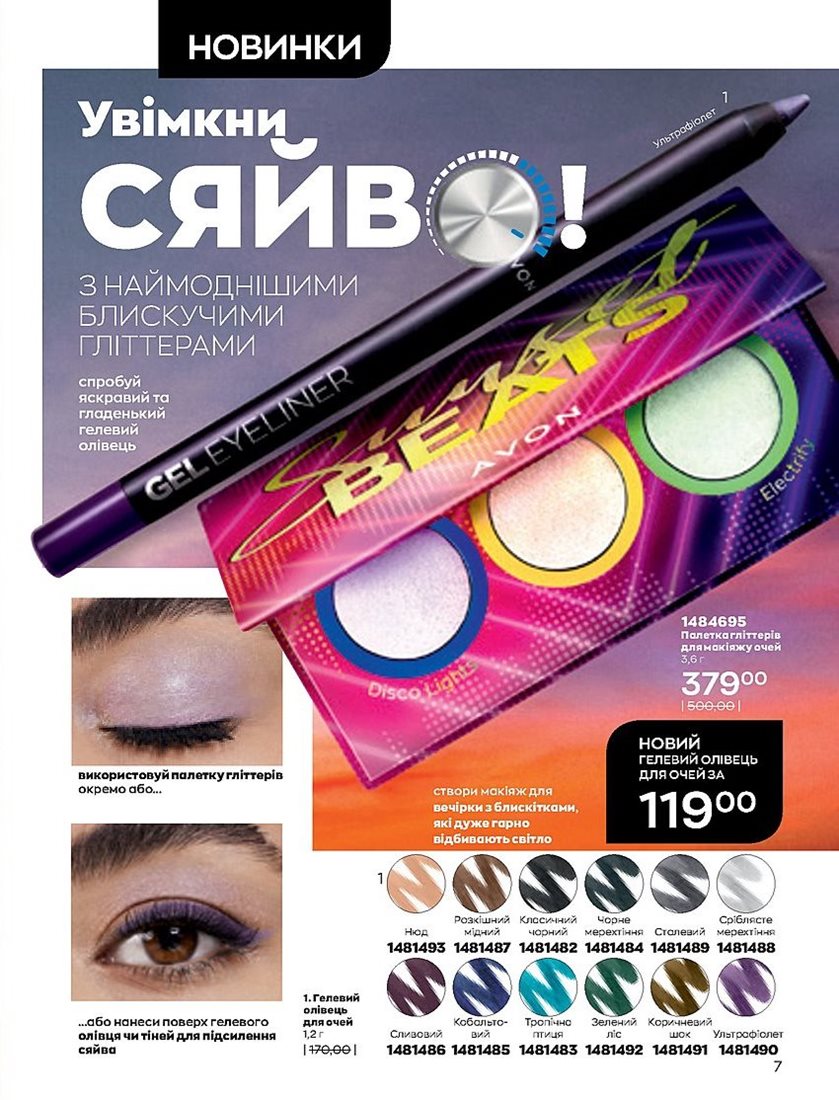 НОВИНКИ
Увімкни
СЯЙВО!
З НАЙМОДНІШИМИ
БЛИСКУЧИМИ
ГЛІТТЕРАМИ
спробуй
яскравий та
гладенький
гелевий
олівець
1
Ультрафіолет
AVON
GEL EYELINER
Sunset
BEATS
AVON
Electrify
Disco Lights
1484695
Палетка гліттерів
для макіяжу очей
3,6 г
379⁰⁰
|500,00|
НОВИЙ
ГЕЛЕВИЙ ОЛІВЕЦЬ
ДЛЯ ОЧЕЙ ЗА
119⁰⁰
використовуй палетку гліттерів
окремо або...
створи макіяж для
вечірки з блискітками,
які дуже гарно
відбивають світло
...або нанеси поверх гелевого
олівця чи тіней для підсилення
сяйва
1. Гелевий
олівець
для очей
1,2 г
|170,00|
1
Нюд
1481493
Розкішний
мідний
1481487
Класичний
чорний
1481482
Чорне
мерехтіння
1481484
Сталевий
1481489
Сріблясте
мерехтіння
1481488
Сливовий
1481486
Кобальто-
вий
1481485
Тропічна
птиця
1481483
Зелений
ліс
1481492
Коричневий
шок
1481491
Ультрафіолет
1481490
7